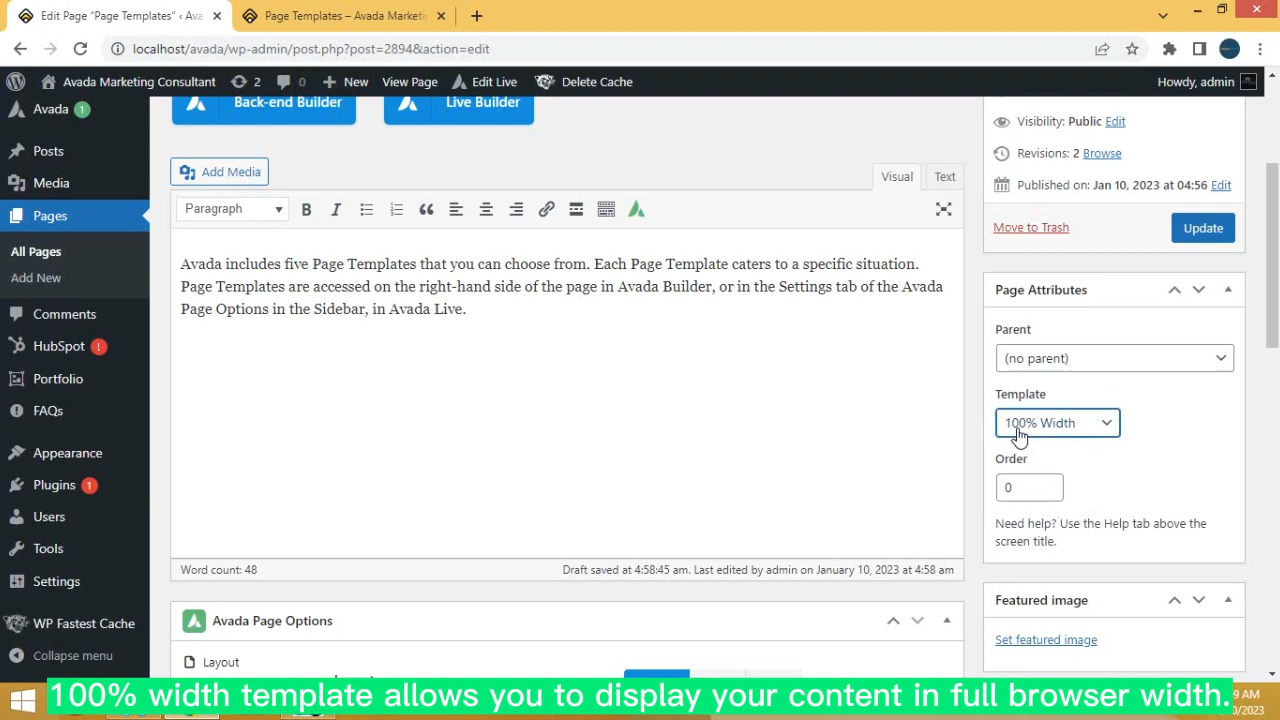 Edit Page “Page Templates” ‹ Ava
Page Templates – Avada Marketi
localhost/avada/wp-admin/post.php?post=2894&action=edit
Avada Marketing Consultant
2
0
New
View Page
Edit Live
Delete Cache
Howdy, admin
Avada 1
Posts
Media
Pages
All Pages
Add New
Comments
HubSpot !
Portfolio
FAQs
Appearance
Plugins 1
Users
Tools
Settings
WP Fastest Cache
Collapse menu
Back-end Builder
Live Builder
Add Media
Visual
Text
Paragraph
B I
Avada includes five Page Templates that you can choose from. Each Page Template caters to a specific situation.
Page Templates are accessed on the right-hand side of the page in Avada Builder, or in the Settings tab of the Avada
Page Options in the Sidebar, in Avada Live.
Word count: 48
Draft saved at 4:58:45 am. Last edited by admin on January 10, 2023 at 4:58 am
Avada Page Options
Layout
Visibility: Public Edit
Revisions: 2 Browse
Published on: Jan 10, 2023 at 04:56 Edit
Move to Trash
Update
Page Attributes
Parent
(no parent)
Template
100% Width
Order
0
Need help? Use the Help tab above the
screen title.
Featured image
Set featured image
100% width template allows you to display your content in full browser width.